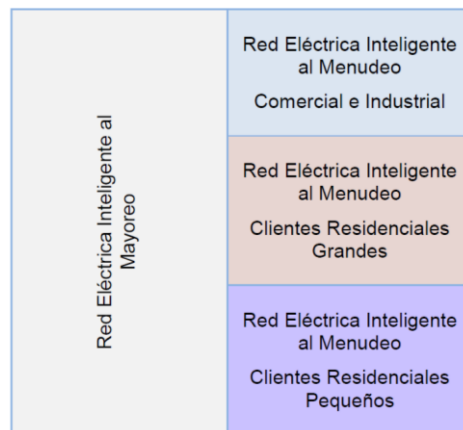 Red Eléctrica Inteligente al
Mayoreo
Red Eléctrica Inteligente
al Menudeo
Comercial e Industrial
Red Eléctrica Inteligente
al Menudeo
Clientes Residenciales
Grandes
Red Eléctrica Inteligente
al Menudeo
Clientes Residenciales
Pequeños